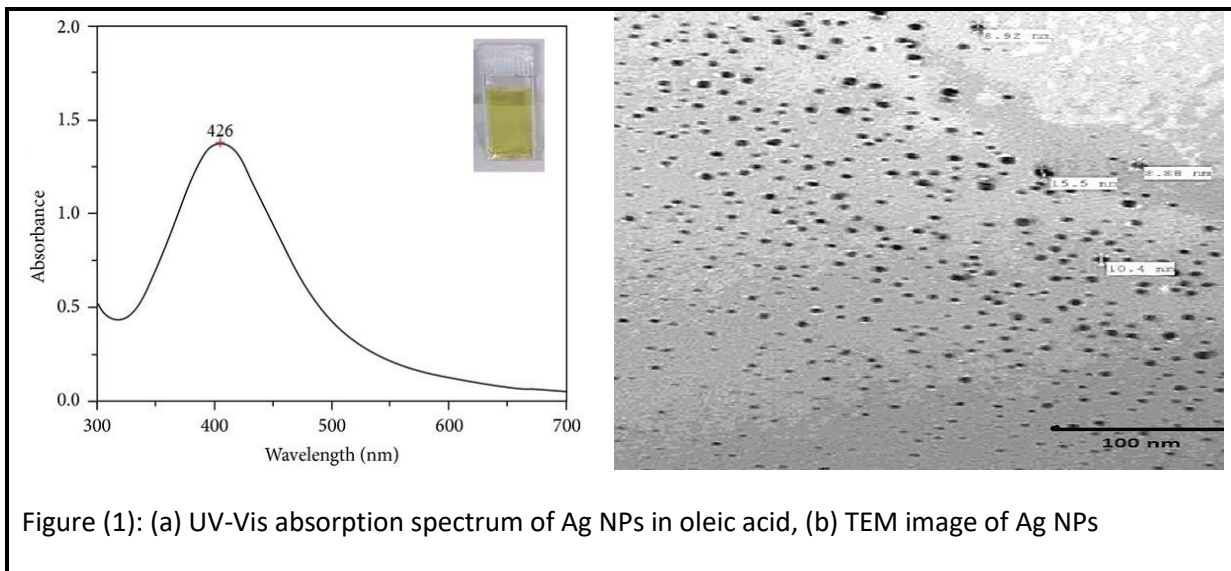 2.0
1.5
1.0
0.5
0.0
Absorbance
426
300
400
500
600
700
Wavelength (nm)
8.92 nm
15.5 nm
8.88 nm
10.4 nm
100 nm
Figure (1): (a) UV-Vis absorption spectrum of Ag NPs in oleic acid, (b) TEM image of Ag NPs